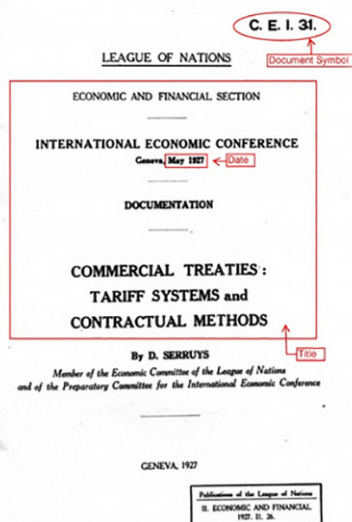 C. E. I. 31.
LEAGUE OF NATIONS
Document Symbol
ECONOMIC AND FINANCIAL SECTION
INTERNATIONAL ECONOMIC CONFERENCE
Geneva, May 1927
Date
DOCUMENTATION
COMMERCIAL TREATIES :
TARIFF SYSTEMS and
CONTRACTUAL METHODS
Title
By D. SERRUYS
Member of the Economic Committee of the League of Nations
and of the Preparatory Committee for the International Economic Conference
GENEVA, 1927
Publications of the League of Nations
II. ECONOMIC AND FINANCIAL
1927. II. 26.